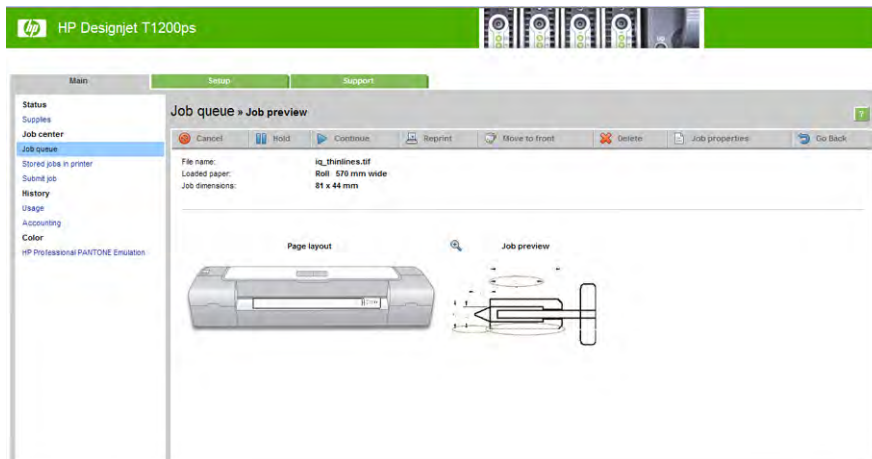 hp HP Designjet T1200ps
Main Setup Support
Status
Supplies
Job center
Job queue
Stored jobs in printer
Submit job
History
Usage
Accounting
Color
HP Professional PANTONE Emulation
Job queue » Job preview
?
Cancel Hold Continue Reprint Move to front Delete Job properties Go Back
File name: iq_thinlines.tif
Loaded paper: Roll 570 mm wide
Job dimensions: 81 x 44 mm
Page layout Job preview